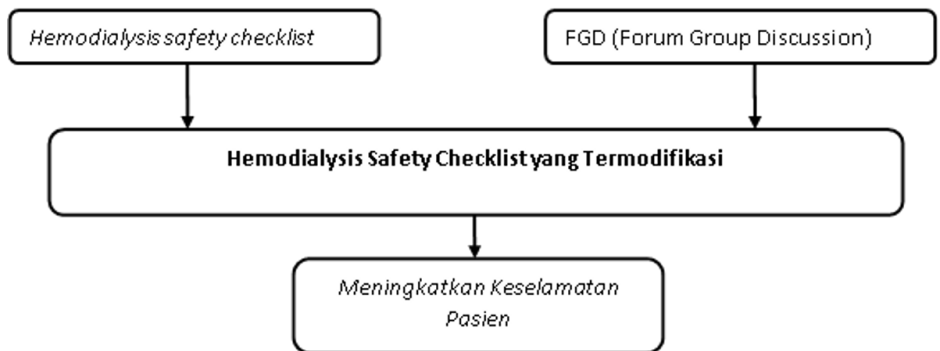 Hemodialysis safety checklist
FGD (Forum Group Discussion)
Hemodialysis Safety Checklist yang Termodifikasi
Meningkatkan Keselamatan
Pasien